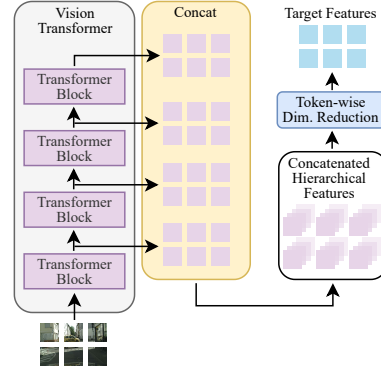 Vision
Transformer
Transformer
Block
Transformer
Block
Transformer
Block
Transformer
Block
Concat
Target Features
Token-wise
Dim. Reduction
Concatenated
Hierarchical
Features